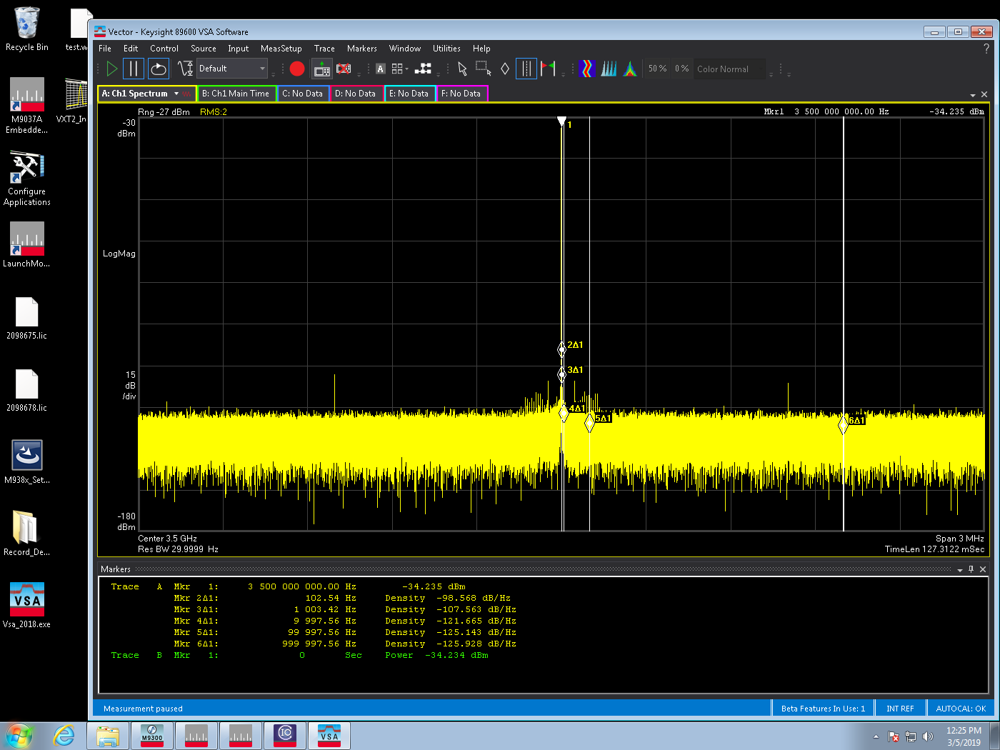 Recycle Bin
test.w
M9037A
Embedde...
VXT2_In
Configure
Applications
LaunchMo...
2098675.lic
2098678.lic
M938x_Set...
Record_De...
VSA
Vsa_2018.exe
Vector - Keysight 89600 VSA Software
File Edit Control Source Input MeasSetup Trace Markers Window Utilities Help ?
Default A 50 % 0 % Color Normal
A: Ch1 Spectrum B: Ch1 Main Time C: No Data D: No Data E: No Data F: No Data
Rng -27 dBm RMS:2 Mkr1 3 500 000 000.00 Hz -34.235 dBm
-30
dBm
1
LogMag
2Δ1
3Δ1
15
dB
/div
4Δ1
5Δ1
6Δ1
-180
dBm
Center 3.5 GHz Span 3 MHz
Res BW 29.9999 Hz TimeLen 127.3122 mSec
Markers
Trace A Mkr 1: 3 500 000 000.00 Hz -34.235 dBm
Mkr 2Δ1: 102.54 Hz Density -98.568 dB/Hz
Mkr 3Δ1: 1 003.42 Hz Density -107.563 dB/Hz
Mkr 4Δ1: 9 997.56 Hz Density -121.665 dB/Hz
Mkr 5Δ1: 99 997.56 Hz Density -125.143 dB/Hz
Mkr 6Δ1: 999 997.56 Hz Density -125.928 dB/Hz
Trace B Mkr 1: 0 Sec Power -34.234 dBm
Measurement paused Beta Features In Use: 1 INT REF AUTOCAL: OK
M9300 IC VSA
12:25 PM
3/5/2019